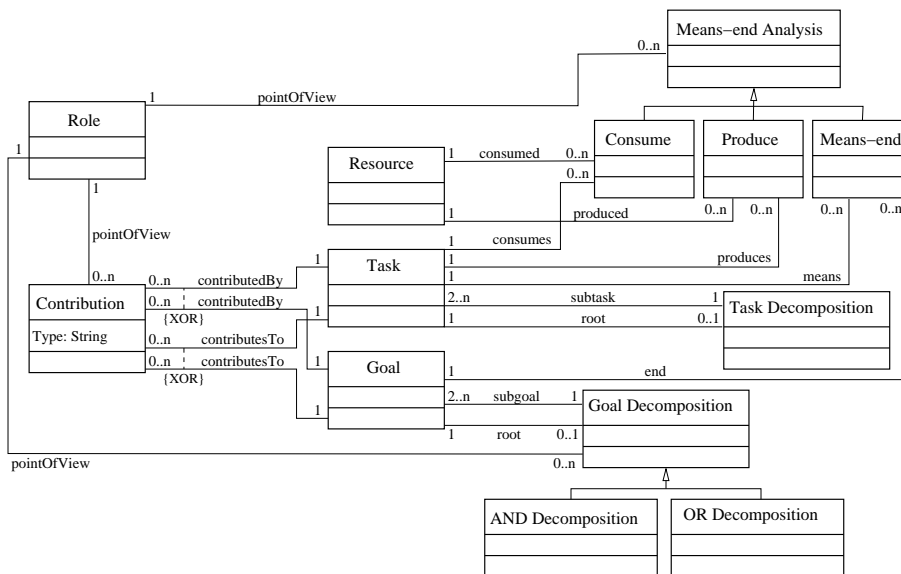 Means−end Analysis
0..n
1
pointOfView
Role
1
1
Consume
Produce
Means−end
Resource
1
consumed
0..n
0..n
1
produced
0..n
0..n
0..n
0..n
pointOfView
1
consumes
Task
1
produces
1
means
0..n
0..n
contributedBy
1
Contribution
0..n
contributedBy
{XOR}
2..n
subtask
1
Task Decomposition
Type: String
1
1
root
0..1
0..n
contributesTo
0..n
contributesTo
{XOR}
1
Goal
1
end
2..n
subgoal
1
Goal Decomposition
1
1
root
0..1
pointOfView
0..n
AND Decomposition
OR Decomposition